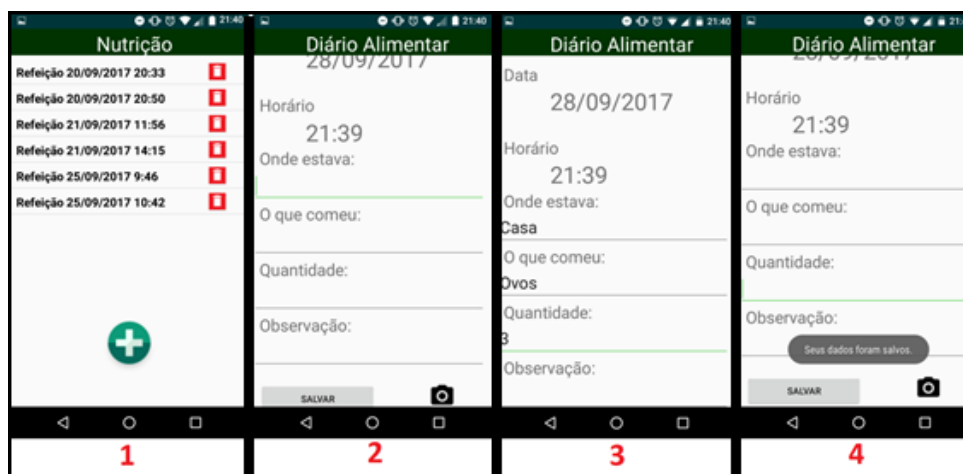 21:40
Nutrição
Refeição 20/09/2017 20:33
Refeição 20/09/2017 20:50
Refeição 21/09/2017 11:56
Refeição 21/09/2017 14:15
Refeição 25/09/2017 9:46
Refeição 25/09/2017 10:42
1
21:40
Diário Alimentar
28/09/2017
Horário
21:39
Onde estava:
O que comeu:
Quantidade:
Observação:
SALVAR
2
21:40
Diário Alimentar
Data
28/09/2017
Horário
21:39
Onde estava:
Casa
O que comeu:
Ovos
Quantidade:
3
Observação:
3
Diário Alimentar
Horário
21:39
Onde estava:
O que comeu:
Quantidade:
Observação:
Seus dados foram salvos.
SALVAR
4